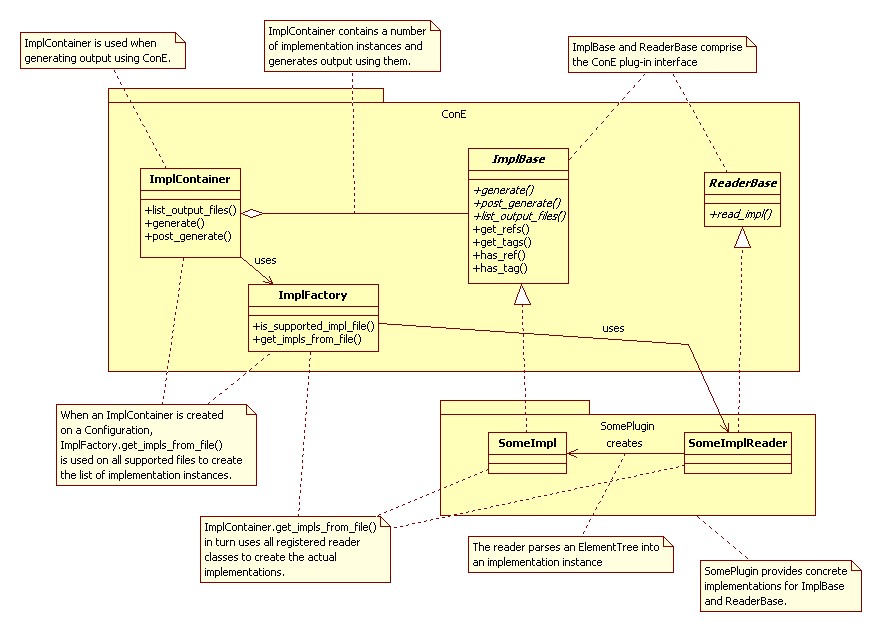 ImplContainer is used when
generating output using ConE.
ImplContainer contains a number
of implementation instances and
generates output using them.
ImplBase and ReaderBase comprise
the ConE plug-in interface
ConE
ImplContainer
+list_output_files()
+generate()
+post_generate()
ImplBase
+generate()
+post_generate()
+list_output_files()
+get_refs()
+get_tags()
+has_ref()
+has_tag()
ReaderBase
+read_impl()
uses
ImplFactory
+is_supported_impl_file()
+get_impls_from_file()
uses
When an ImplContainer is created
on a Configuration,
ImplFactory.get_impls_from_file()
is used on all supported files to create
the list of implementation instances.
SomePlugin
SomeImpl
creates
SomeImplReader
ImplContainer.get_impls_from_file()
in turn uses all registered reader
classes to create the actual
implementations.
The reader parses an ElementTree into
an implementation instance
SomePlugin provides concrete
implementations for ImplBase
and ReaderBase.